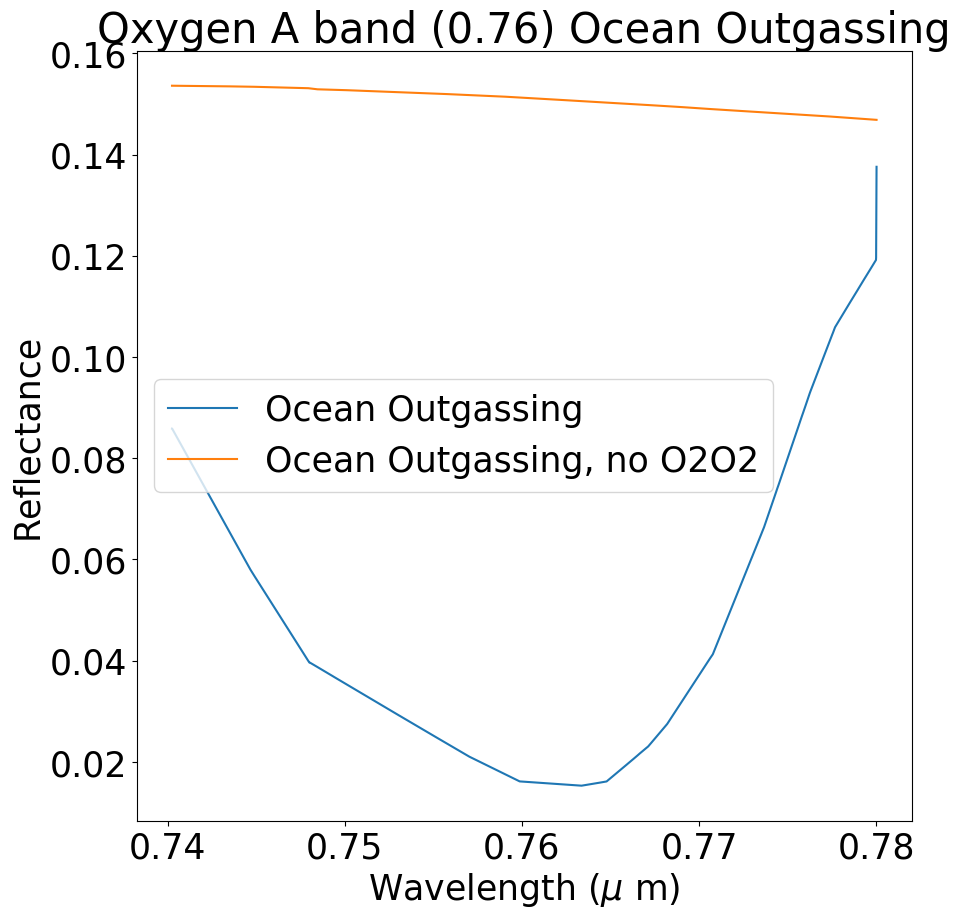 Oxygen A band (0.76) Ocean Outgassing
0.16
0.14
0.12
0.10
0.08
0.06
0.04
0.02
Reflectance
Ocean Outgassing
Ocean Outgassing, no O2O2
0.74 0.75 0.76 0.77 0.78
Wavelength (μ m)